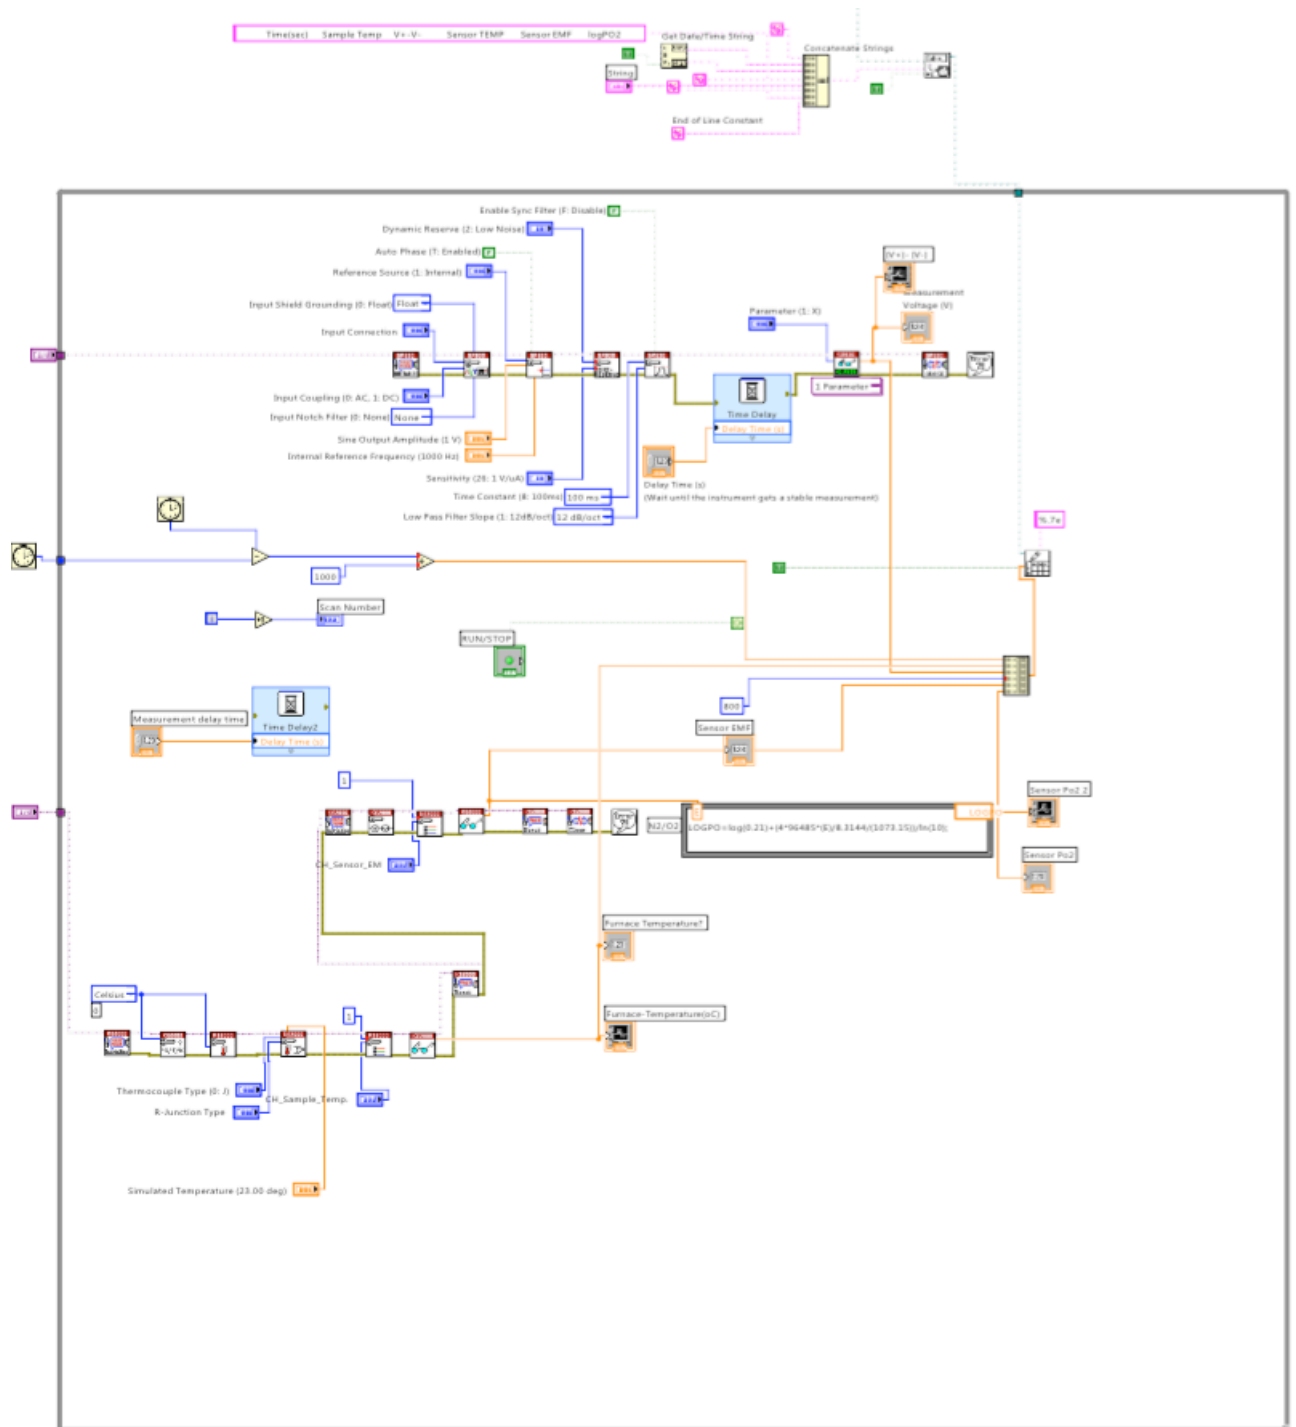 Time(sec) Sample Temp V+-V- Sensor TEMP Sensor EMF logPO2
Get Date/Time String
Concatenate Strings
String
End of Line Constant
Enable Sync Filter (F: Disable)
Dynamic Reserve (2: Low Noise)
Auto Phase (T: Enabled)
Reference Source (1: Internal)
Input Shield Grounding (0: Float) Float
Input Connection
Input Coupling (0: AC, 1: DC)
Input Notch Filter (0: None) None
Sine Output Amplitude (1 V)
Internal Reference Frequency (1000 Hz)
Sensitivity (26: 1 V/uA)
Time Constant (8: 100ms) 100 ms
Low Pass Filter Slope (1: 12dB/oct) 12 dB/oct
(V+)- (V-)
Measurement
Voltage (V)
Parameter (1: X)
1 Parameter
Time Delay
Delay Time (s)
Delay Time (s)
(Wait until the instrument gets a stable measurement)
%.7e
1000
Scan Number
RUN/STOP
800
Measurement delay time
Time Delay2
Delay Time (s)
Sensor EMF
1
CH_Sensor_EM
N2/O2
LOGPO=log(0.21)+(4*96485*(E)/8.3144/(1073.15))/ln(10);
LOGPO
Sensor Po2 2
Sensor Po2
Furnace Temperature?
Furnace-Temperature(oC)
Celsius
0
1
Thermocouple Type (0: J)
R-Junction Type
CH_Sample_Temp.
Simulated Temperature (23.00 deg)